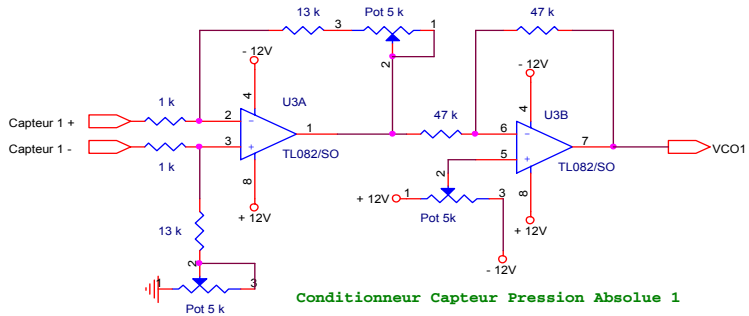 13 k
3
Pot 5 k
1
2
47 k
- 12V
4
U3A
- 12V
4
U3B
Capteur 1 +
1 k
2
-
1
47 k
6
-
7
VCO1
Capteur 1 -
1 k
3
+
TL082/SO
5
+
TL082/SO
8
+ 12V
2
+ 12V
1
3
Pot 5k
8
+ 12V
13 k
- 12V
2
1
3
Pot 5 k
Conditionneur Capteur Pression Absolue 1